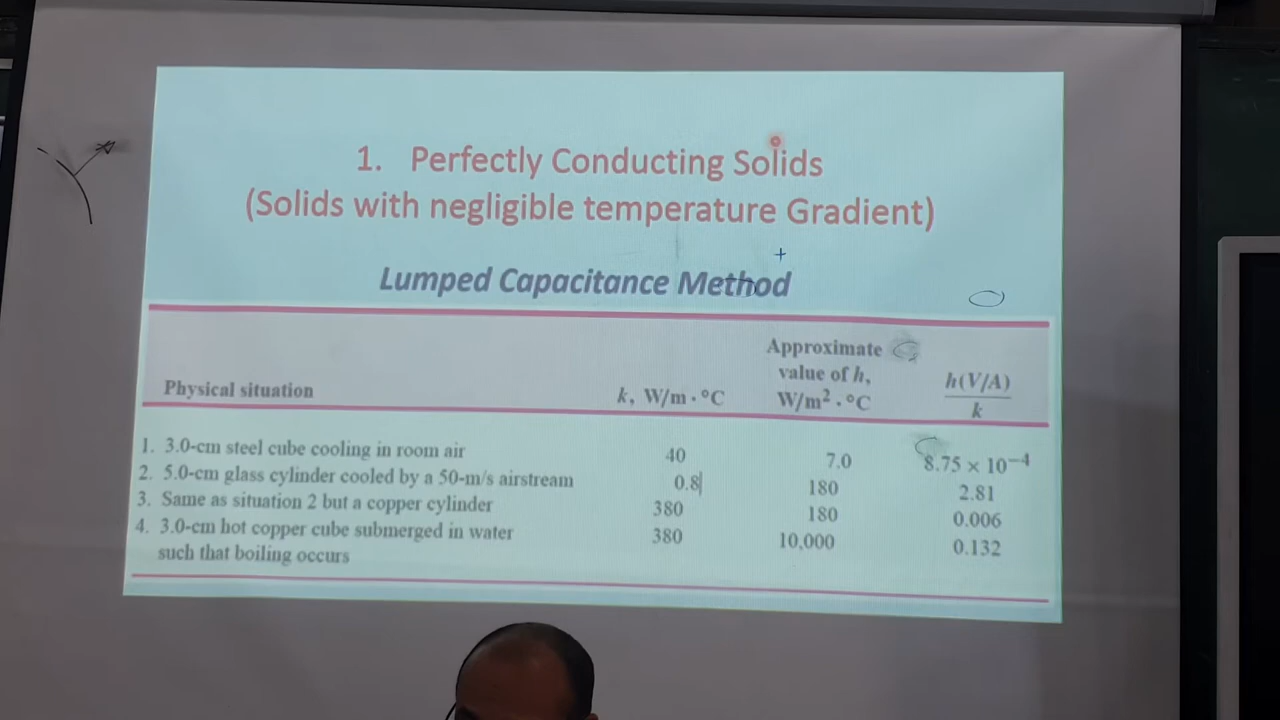 1. Perfectly Conducting Solids
(Solids with negligible temperature Gradient)
Lumped Capacitance Method
Physical situation k, W/m · °C Approximate value of h, W/m² · °C h(V/A) / k
1. 3.0-cm steel cube cooling in room air 40 7.0 8.75 × 10⁻⁴
2. 5.0-cm glass cylinder cooled by a 50-m/s airstream 0.8 180 2.81
3. Same as situation 2 but a copper cylinder 380 180 0.006
4. 3.0-cm hot copper cube submerged in water 380 10,000 0.132
such that boiling occurs